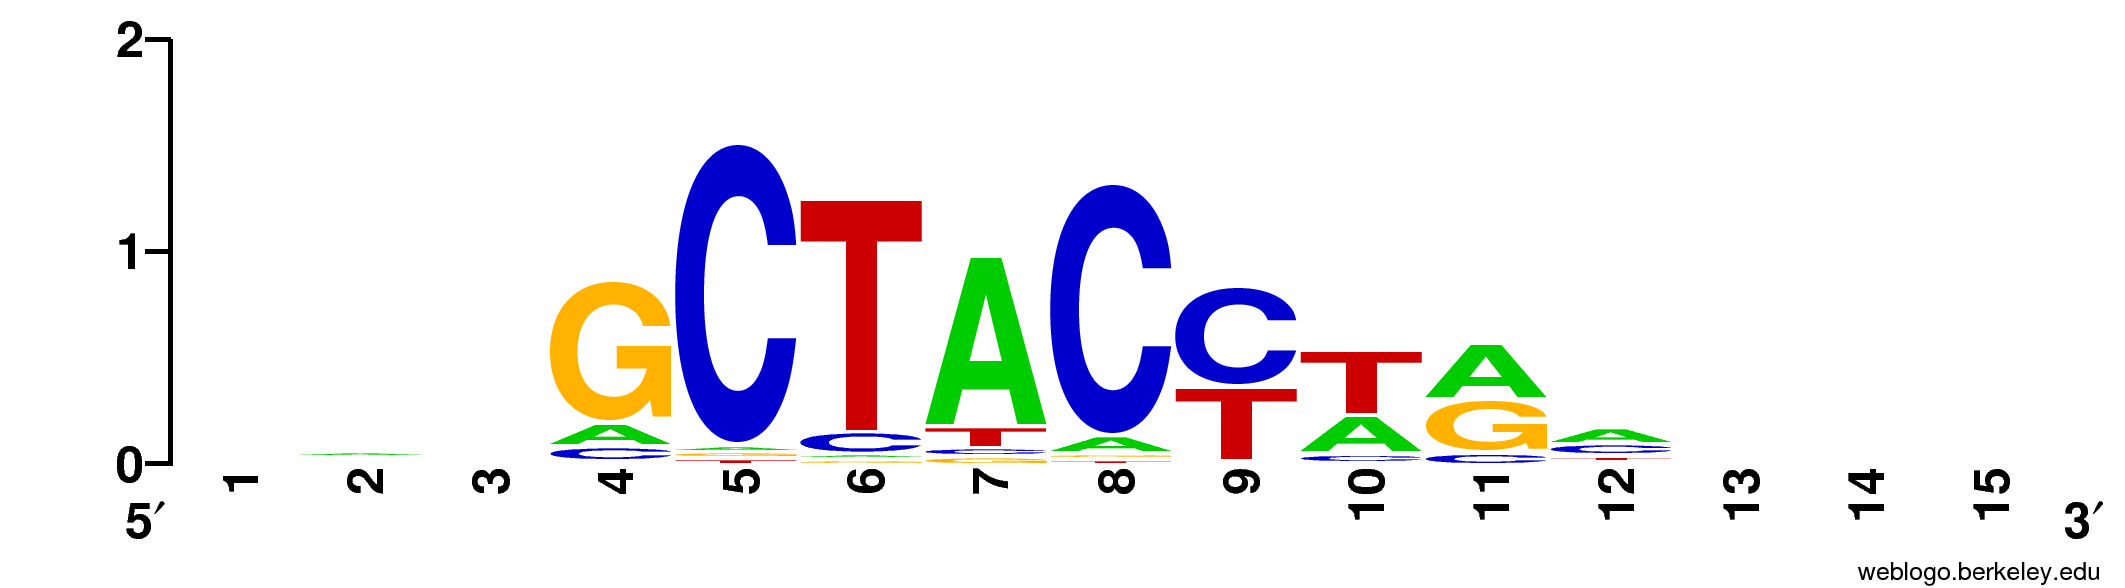 2
1
0
G C T A C C T A A
A A C T A T A G C
C G A C G C C T
T G G T
1 2 3 4 5 6 7 8 9 10 11 12 13 14 15
5′ 3′
weblogo.berkeley.edu